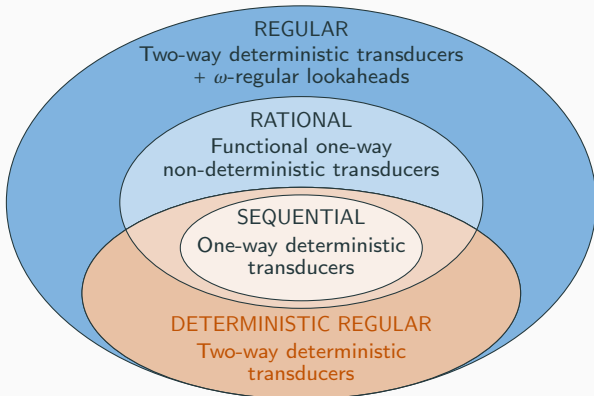 REGULAR
Two-way deterministic transducers
+ ω-regular lookaheads
RATIONAL
Functional one-way
non-deterministic transducers
SEQUENTIAL
One-way deterministic
transducers
DETERMINISTIC REGULAR
Two-way deterministic
transducers